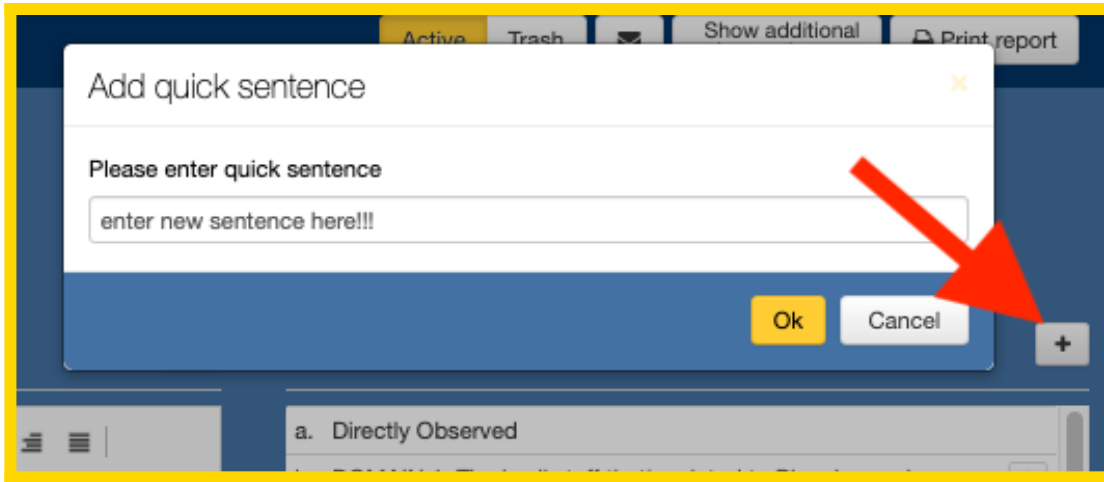 Active Trash Show additional Print report
Add quick sentence
Please enter quick sentence
enter new sentence here!!!
Ok Cancel
a. Directly Observed